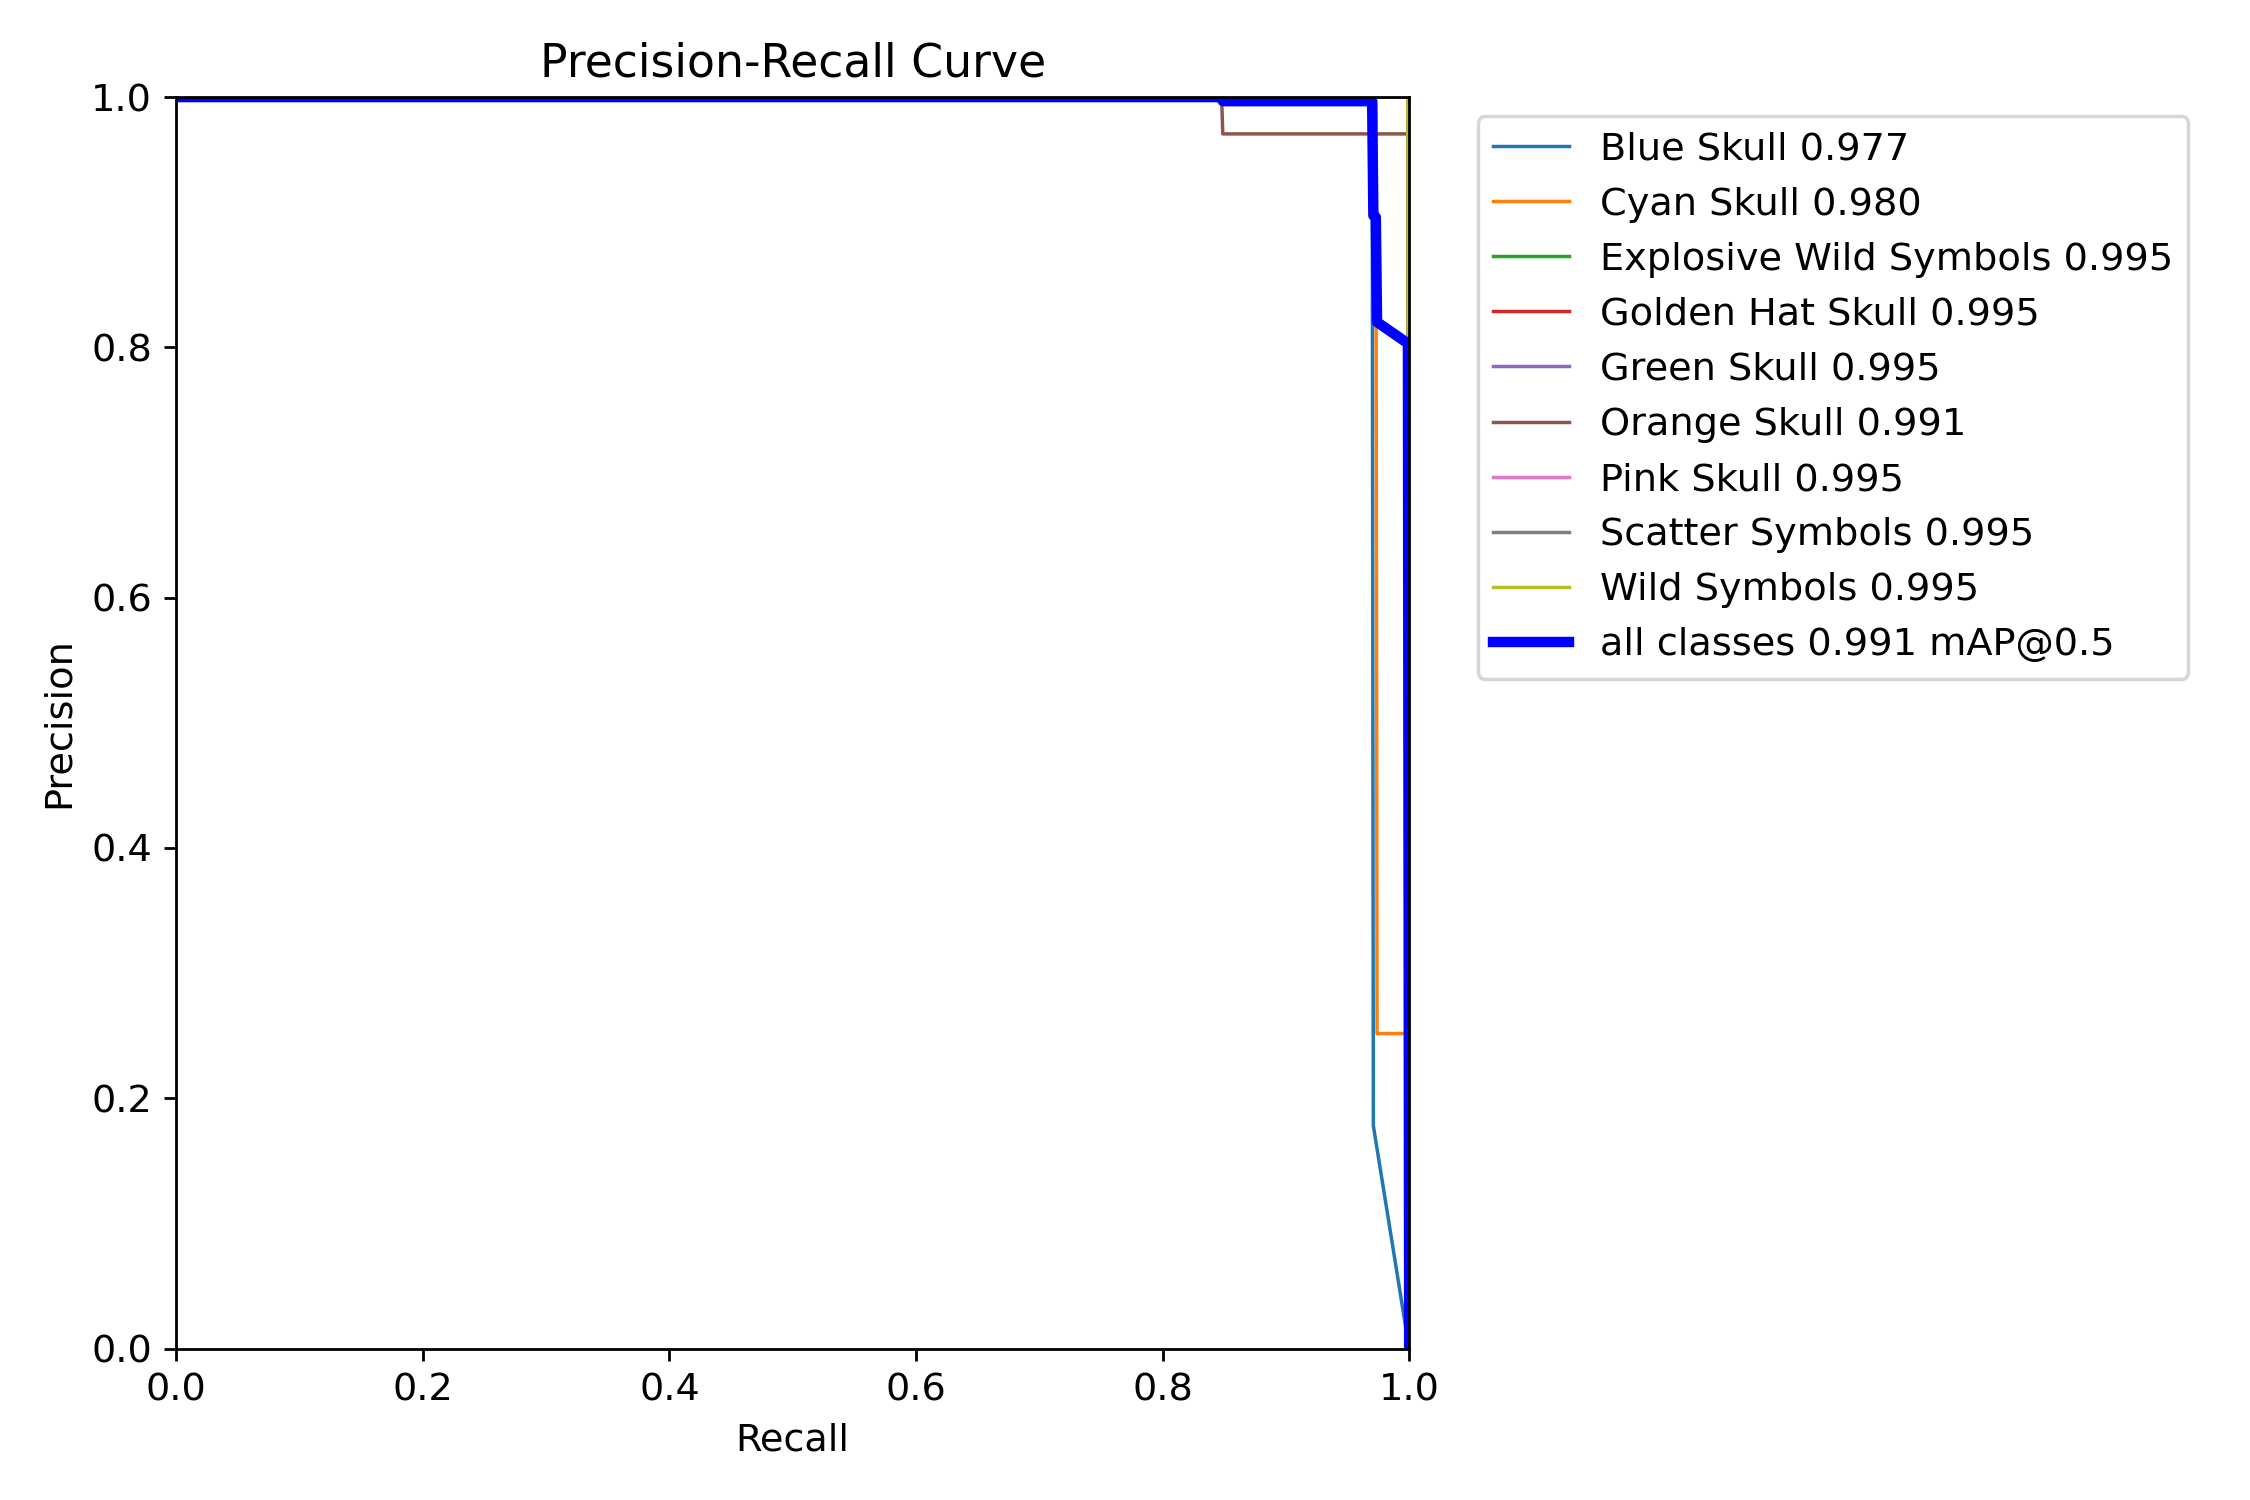 Precision-Recall Curve
1.0
0.8
0.6
0.4
0.2
0.0
Precision
0.0 0.2 0.4 0.6 0.8 1.0
Recall
Blue Skull 0.977
Cyan Skull 0.980
Explosive Wild Symbols 0.995
Golden Hat Skull 0.995
Green Skull 0.995
Orange Skull 0.991
Pink Skull 0.995
Scatter Symbols 0.995
Wild Symbols 0.995
all classes 0.991 mAP@0.5